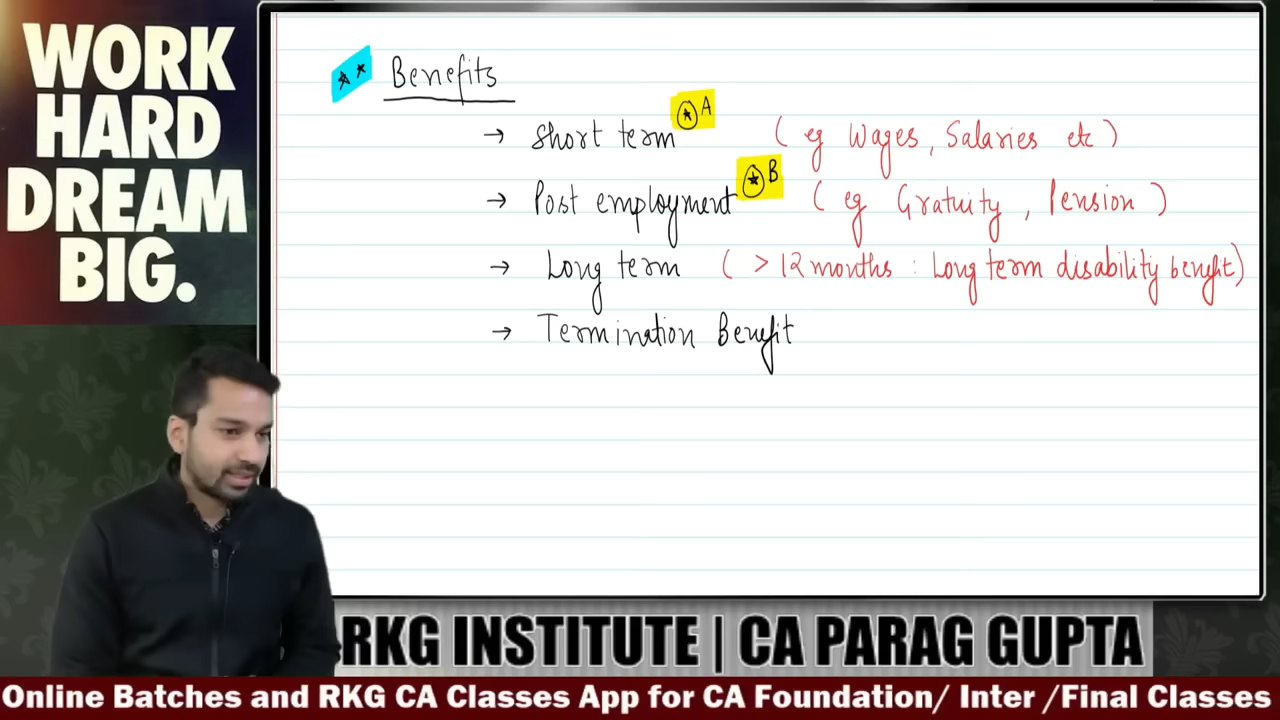 WORK
HARD
DREAM
BIG.
Benefits
→ Short term A ( eg Wages, Salaries etc )
→ Post employment B ( eg Gratuity , Pension )
→ Long term ( > 12 months : Long term disability benefit)
→ Termination Benefit
RKG INSTITUTE | CA PARAG GUPTA
Online Batches and RKG CA Classes App for CA Foundation/ Inter /Final Classes